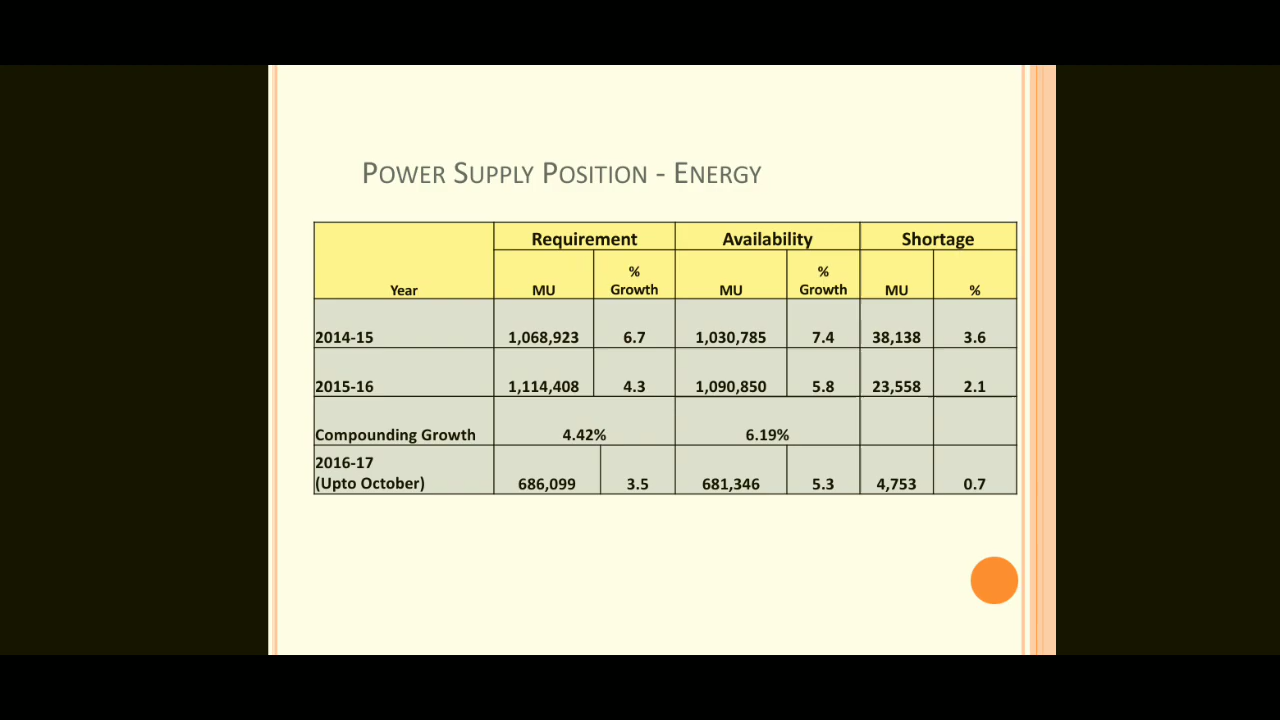 POWER SUPPLY POSITION - ENERGY
Requirement Availability Shortage
Year MU % Growth MU % Growth MU %
2014-15 1,068,923 6.7 1,030,785 7.4 38,138 3.6
2015-16 1,114,408 4.3 1,090,850 5.8 23,558 2.1
Compounding Growth 4.42% 6.19%
2016-17
(Upto October) 686,099 3.5 681,346 5.3 4,753 0.7